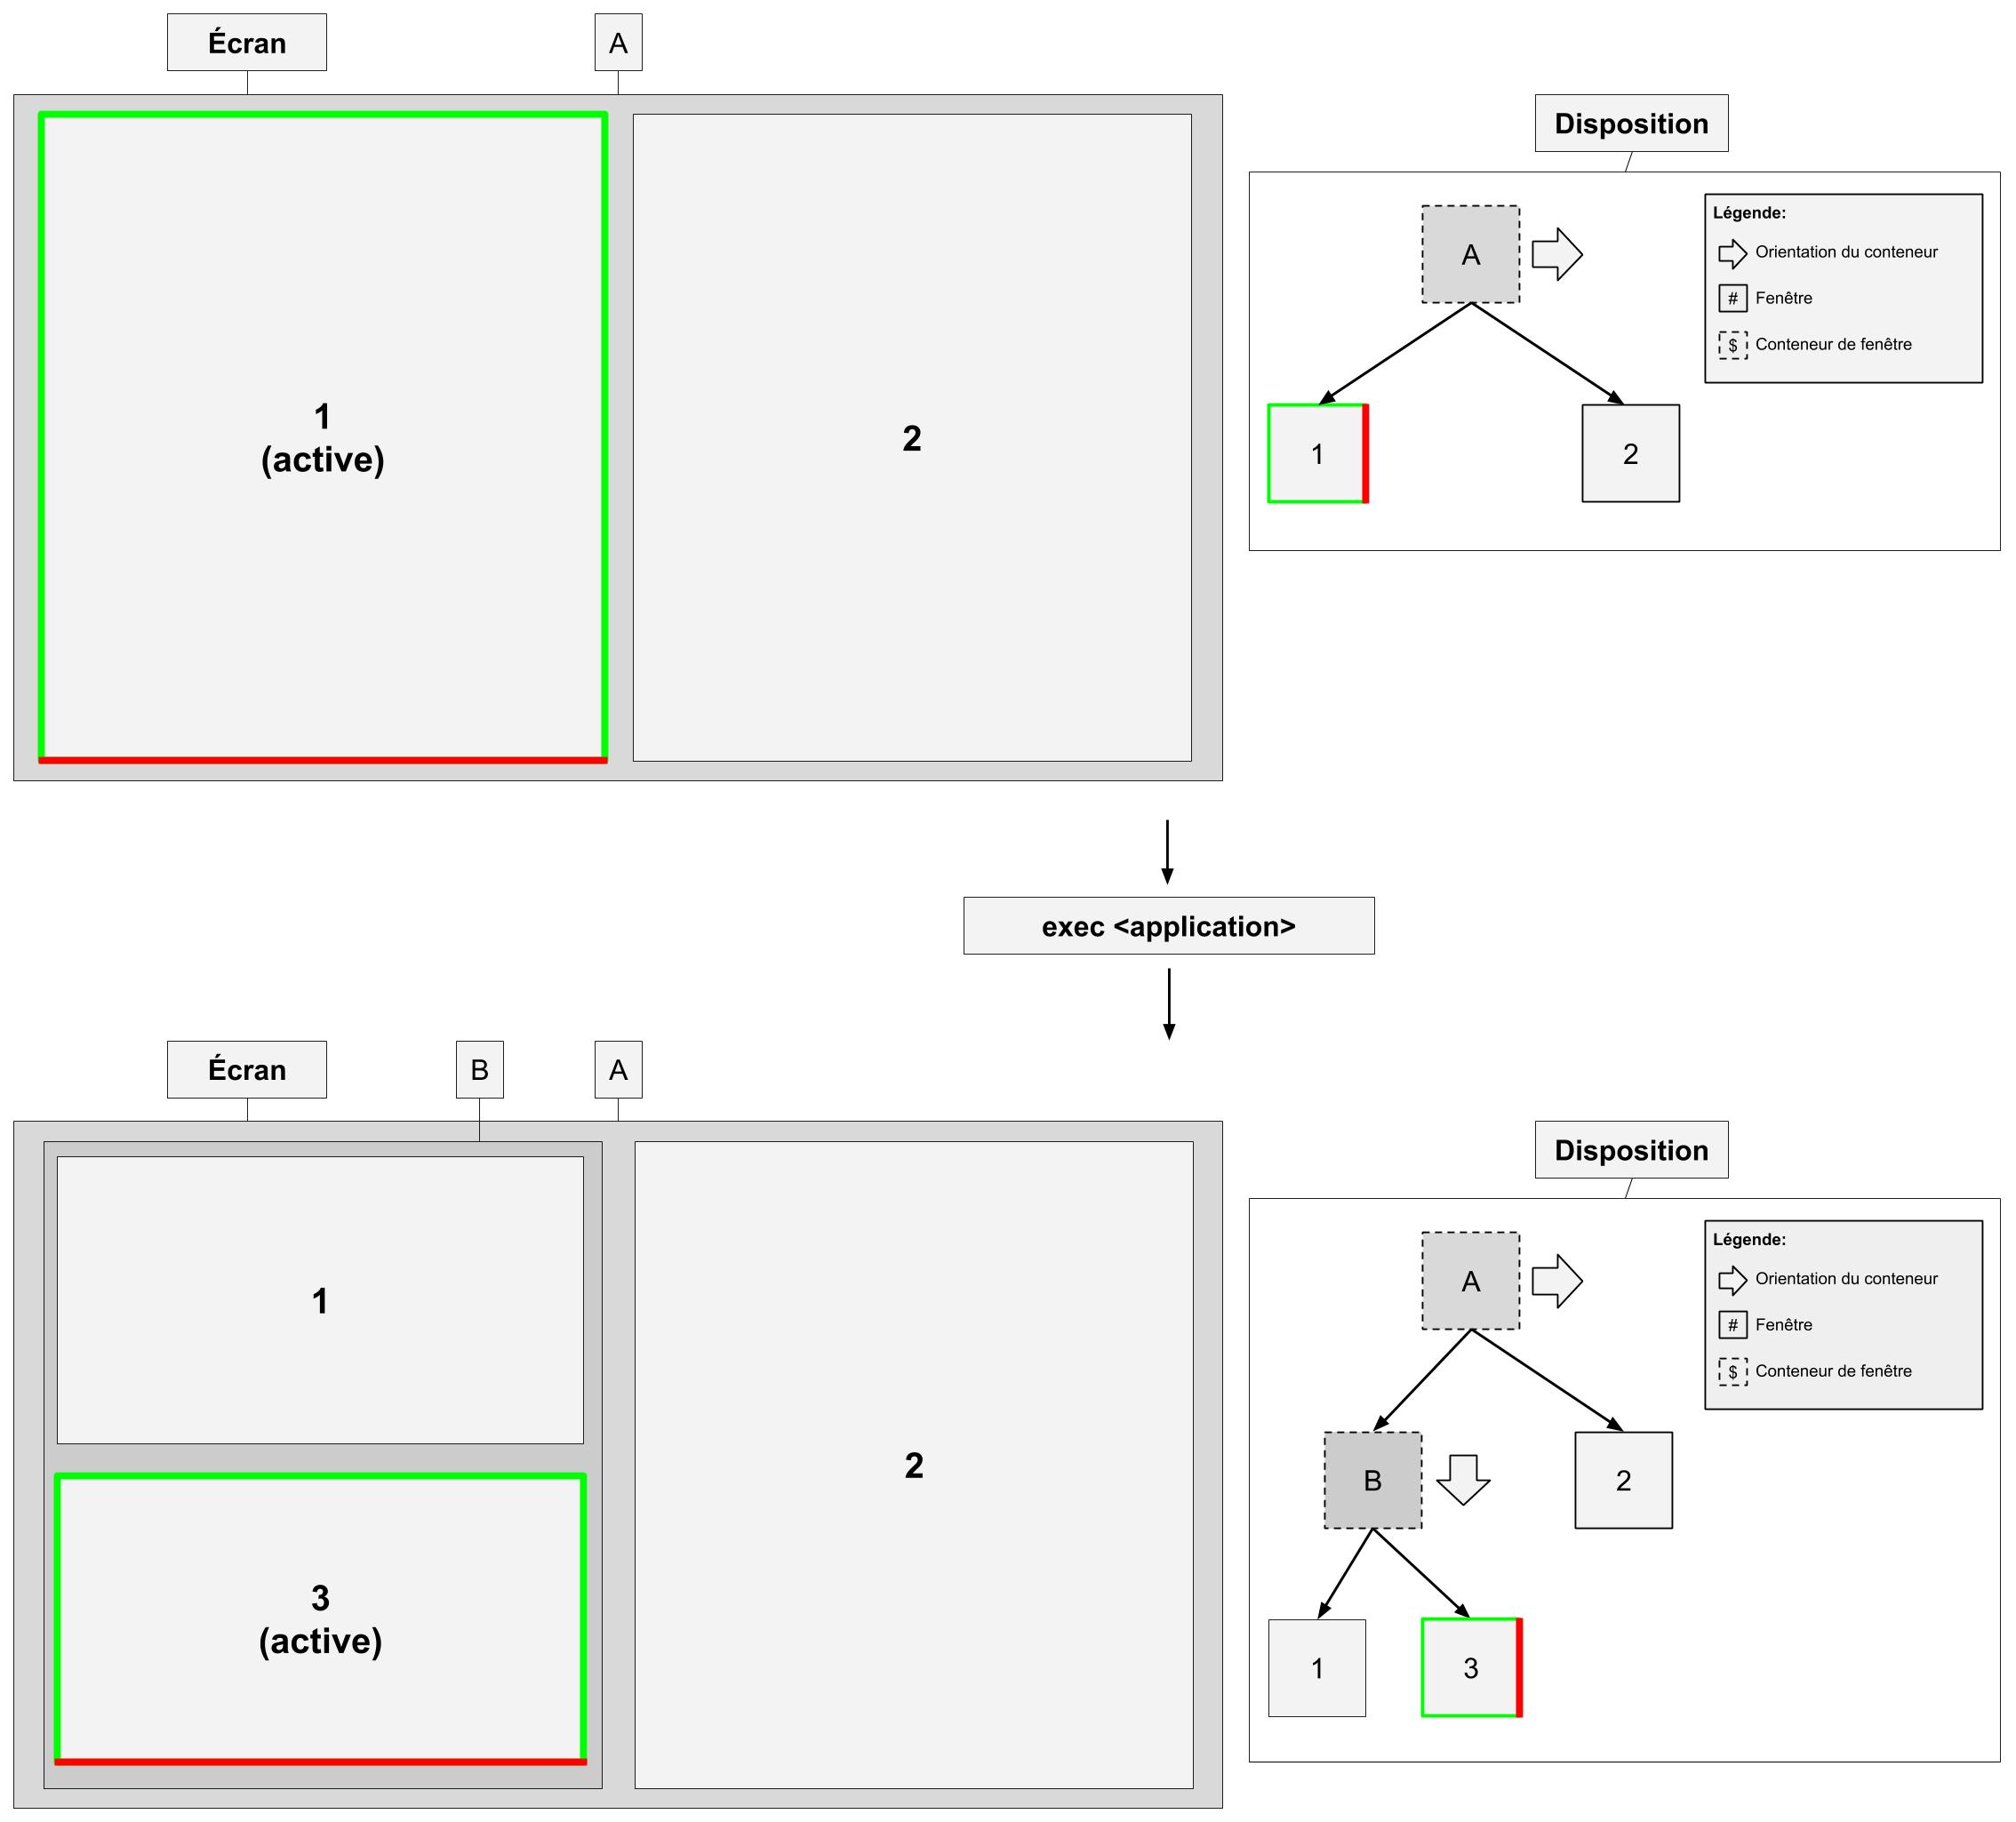 Écran
A
1
(active)
2
Disposition
A
1
2
Légende:
Orientation du conteneur
# Fenêtre
$ Conteneur de fenêtre
exec <application>
Écran
B
A
1
3
(active)
2
Disposition
A
B
2
1
3
Légende:
Orientation du conteneur
# Fenêtre
$ Conteneur de fenêtre